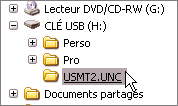 Lecteur DVD/CD-RW (G:)
CLÉ USB (H:)
Perso
Pro
USMT2.UNC
Documents partagés